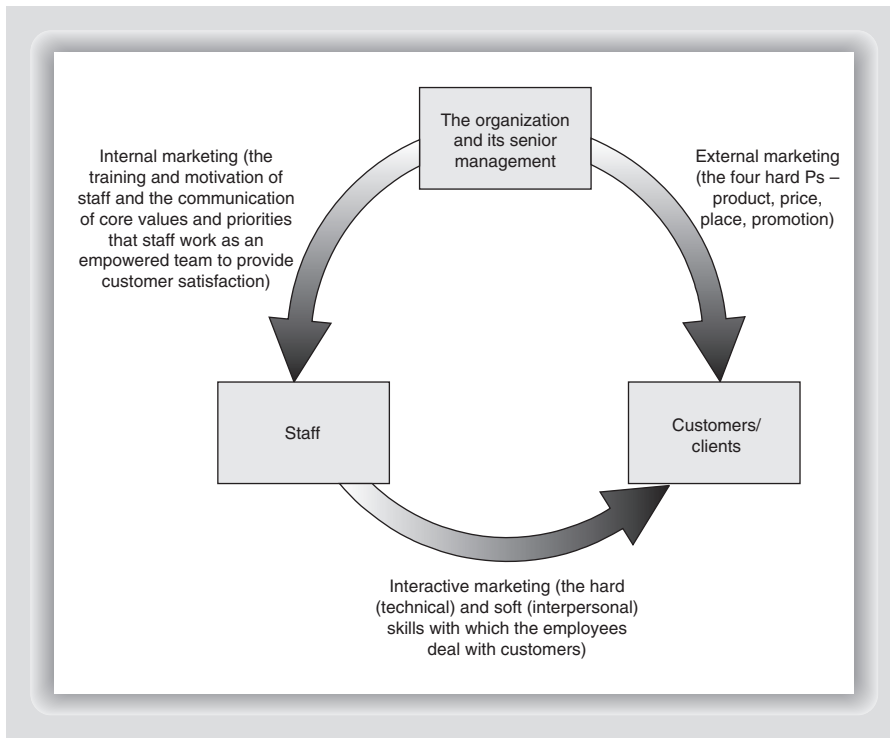 The organization
and its senior
management
Internal marketing (the
training and motivation of
staff and the communication
of core values and priorities
that staff work as an
empowered team to provide
customer satisfaction)
External marketing
(the four hard Ps –
product, price,
place, promotion)
Staff
Customers/
clients
Interactive marketing (the hard
(technical) and soft (interpersonal)
skills with which the employees
deal with customers)